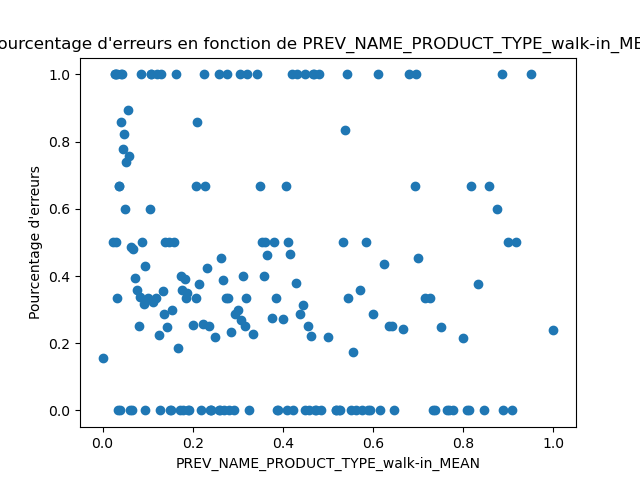 ourcentage d'erreurs en fonction de PREV_NAME_PRODUCT_TYPE_walk-in_ME
1.0
0.8
0.6
0.4
0.2
0.0
Pourcentage d'erreurs
0.0 0.2 0.4 0.6 0.8 1.0
PREV_NAME_PRODUCT_TYPE_walk-in_MEAN